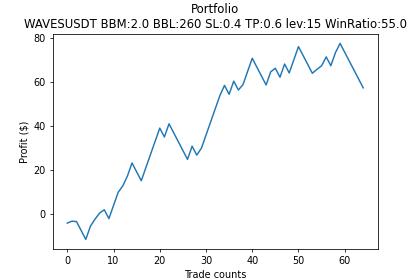 Portfolio
WAVESUSDT BBM:2.0 BBL:260 SL:0.4 TP:0.6 lev:15 WinRatio:55.0
80
60
40
20
0
Profit ($)
0 10 20 30 40 50 60
Trade counts